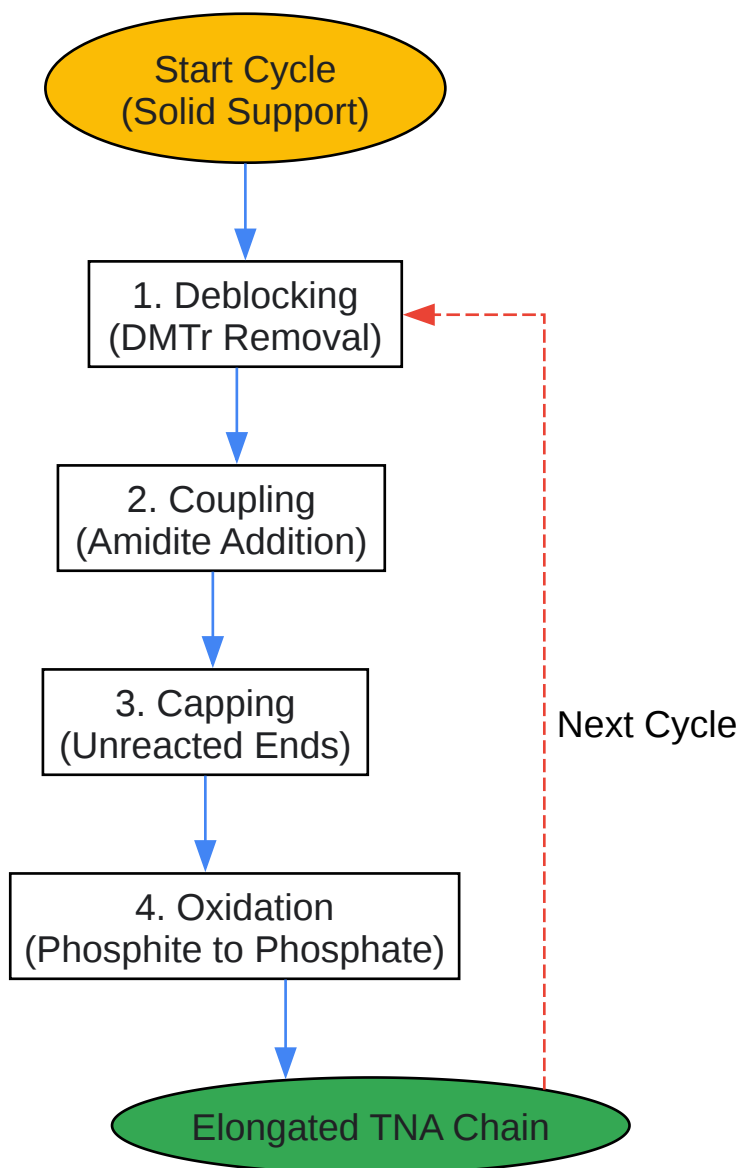 Start Cycle
(Solid Support)
1. Deblocking
(DMTr Removal)
2. Coupling
(Amidite Addition)
3. Capping
(Unreacted Ends)
Next Cycle
4. Oxidation
(Phosphite to Phosphate)
Elongated TNA Chain